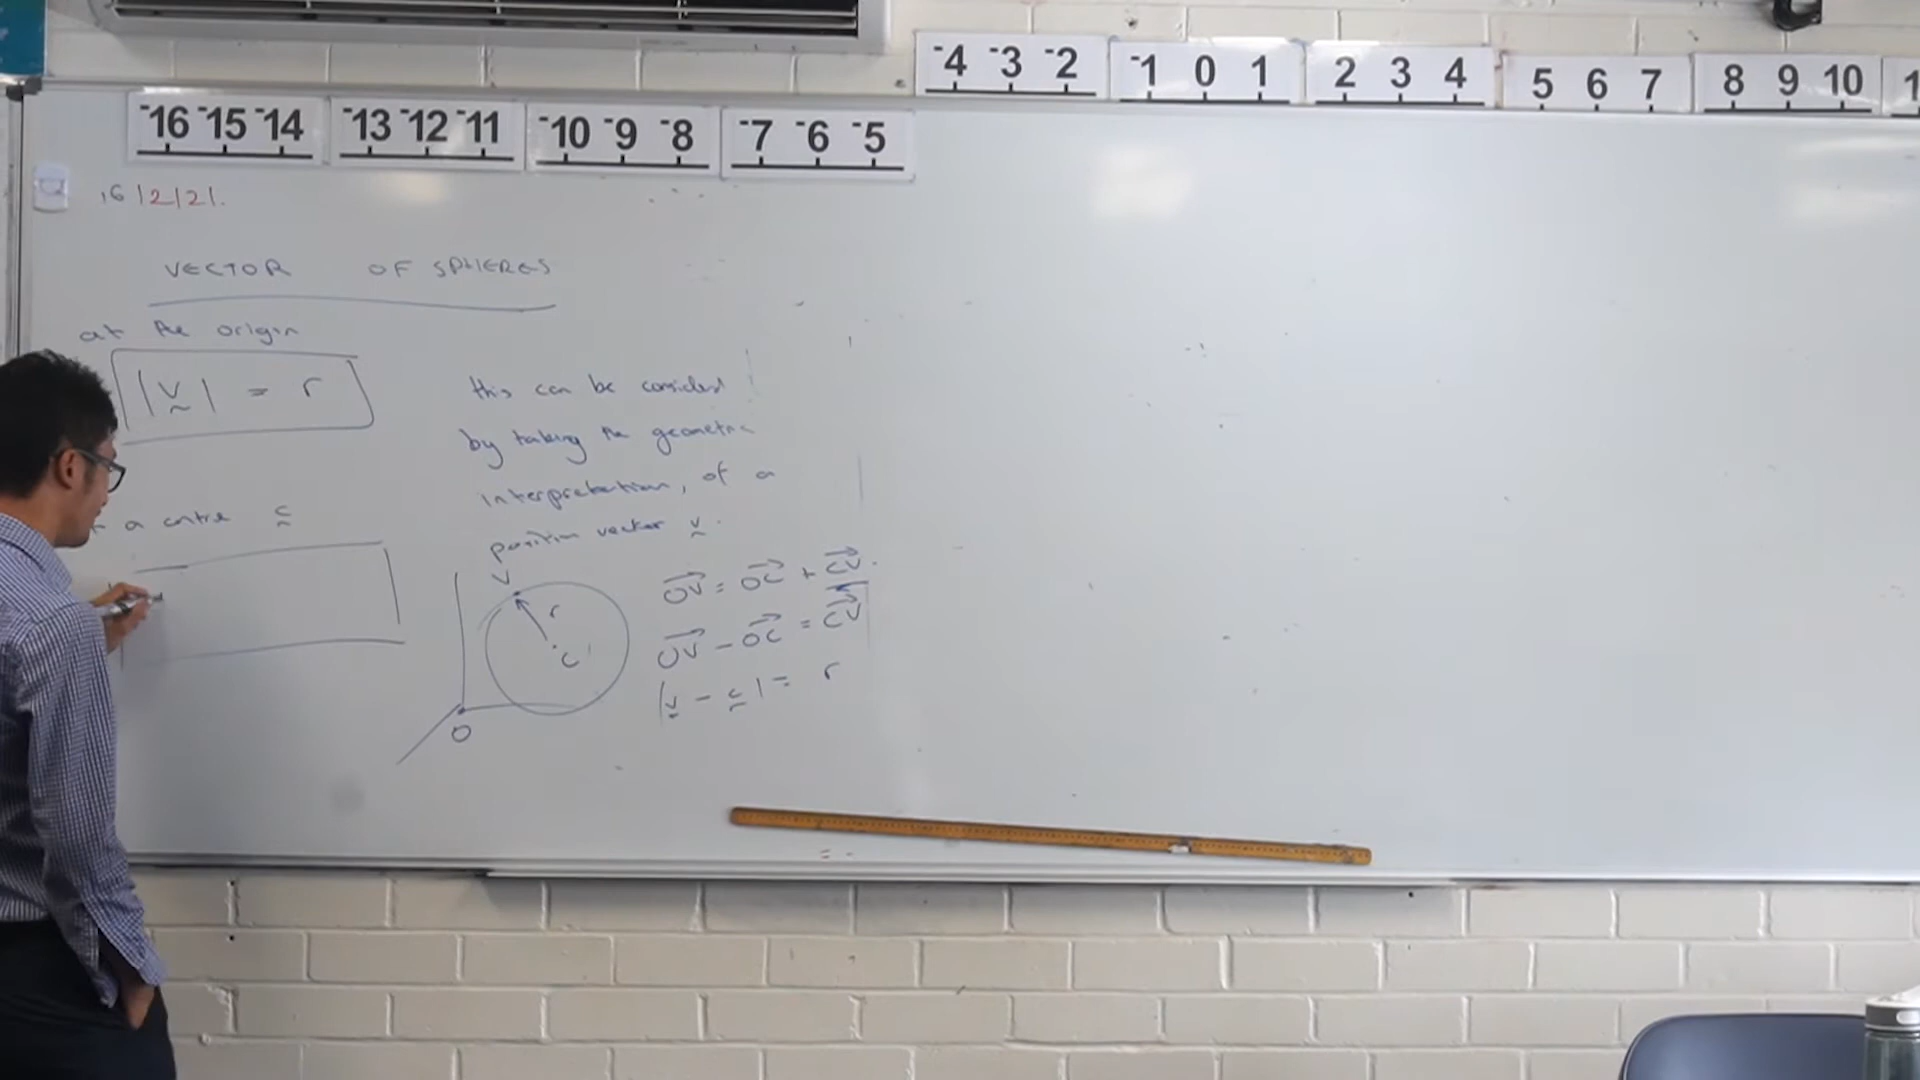 -4 -3 -2 -1 0 1 2 3 4 5 6 7 8 9 10
-16 -15 -14 -13 -12 -11 -10 -9 -8 -7 -6 -5
16/2/21.
VECTOR OF SPHERES
at the origin
|v| = r
this can be considered
by taking the geometric
interpretation, of a
position vector v.
a centre c
V
r
C
O
OV = OC + CV.
OV - OC = CV
|v - c| = r